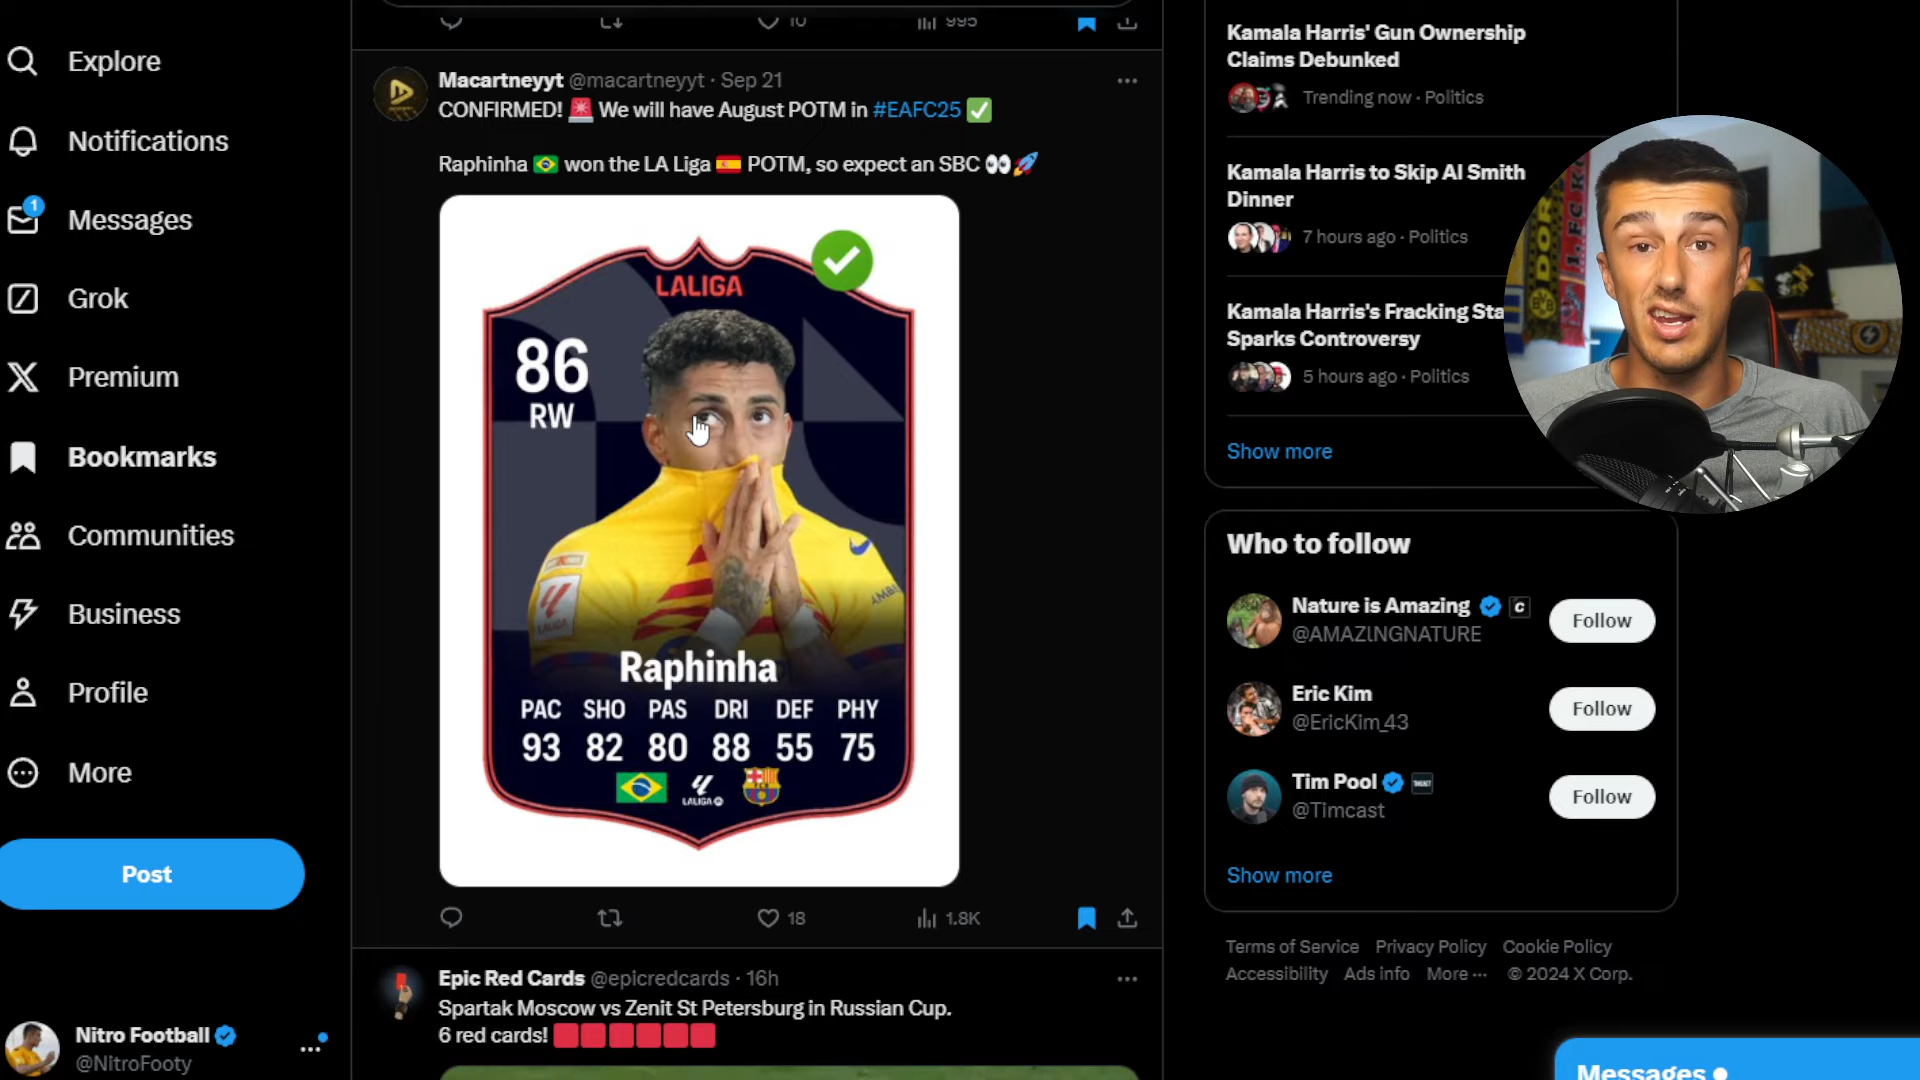 Explore
Notifications
1
Messages
Grok
Premium
Bookmarks
Communities
Business
Profile
More
Post
Nitro Football
@NitroFooty
10
995
Macartneyyt @macartneyyt · Sep 21
CONFIRMED! 🚨 We will have August POTM in #EAFC25 ✅
Raphinha 🇧🇷 won the LA Liga 🇪🇸 POTM, so expect an SBC 👀🚀
LALIGA
86
RW
LALIGA
Raphinha
PAC SHO PAS DRI DEF PHY
93 82 80 88 55 75
LALIGA
18
1.8K
Epic Red Cards @epicredcards · 16h
Spartak Moscow vs Zenit St Petersburg in Russian Cup.
6 red cards! 🟥🟥🟥🟥🟥🟥
Kamala Harris' Gun Ownership
Claims Debunked
Trending now · Politics
Kamala Harris to Skip Al Smith
Dinner
7 hours ago · Politics
Kamala Harris's Fracking Sta
Sparks Controversy
5 hours ago · Politics
Show more
Who to follow
Nature is Amazing
@AMAZlNGNATURE
Follow
Eric Kim
@EricKim_43
Follow
Tim Pool
@Timcast
Follow
Show more
Terms of Service Privacy Policy Cookie Policy
Accessibility Ads info More ··· © 2024 X Corp.
Messages